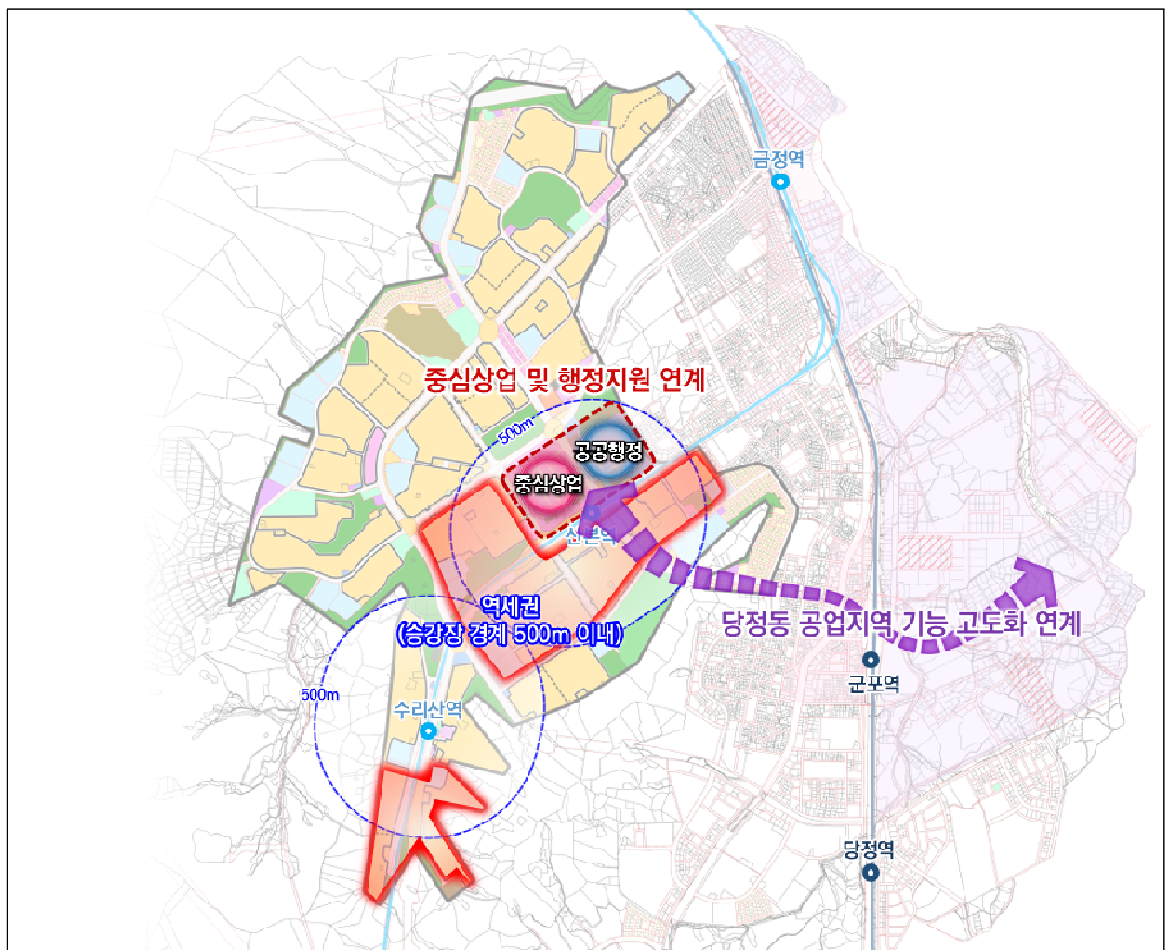 금정역
중심상업 및 행정지원 연계
500m
공공행정
중심상업
산본역
역세권
(승강장 경계 500m 이내)
당정동 공업지역 기능 고도화 연계
군포역
500m
수리산역
당정역